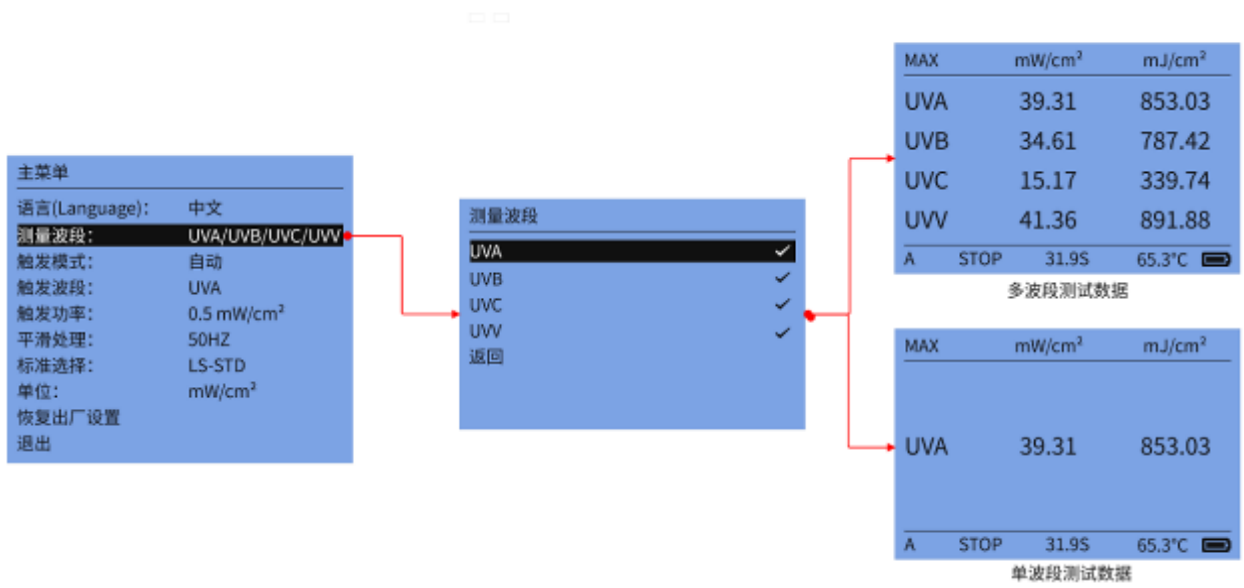 主菜单
语言(Language): 中文
测量波段: UVA/UVB/UVC/UVV
触发模式: 自动
触发波段: UVA
触发功率: 0.5 mW/cm²
平滑处理: 50HZ
标准选择: LS-STD
单位: mW/cm²
恢复出厂设置
退出
测量波段
UVA ✓
UVB ✓
UVC ✓
UVV ✓
返回
MAX mW/cm² mJ/cm²
UVA 39.31 853.03
UVB 34.61 787.42
UVC 15.17 339.74
UVV 41.36 891.88
A STOP 31.9S 65.3°C
多波段测试数据
MAX mW/cm² mJ/cm²
UVA 39.31 853.03
A STOP 31.9S 65.3°C
单波段测试数据